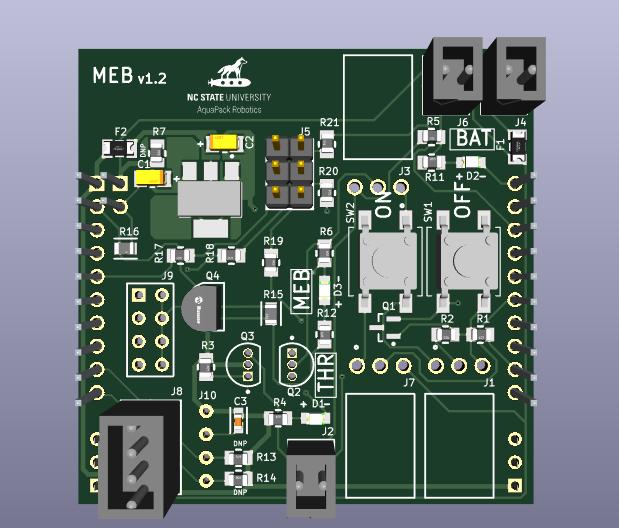 MEB v1.2
NC STATE UNIVERSITY
AquaPack Robotics
J6
J4
R5
BAT
F1
R21
J5
F2
R7
DNP
C2
C1
R11
+ D2-
J3
R20
SW2
ON
SW1
OFF
R16
R17
R18
R19
R6
MEB
D3-
+
J9
Q4
R15
R12
Q1
R2
R1
R3
Q3
Q2
THR
J8
J10
C3
R4
+ D1-
J7
J1
J2
DNP
R13
R14
DNP